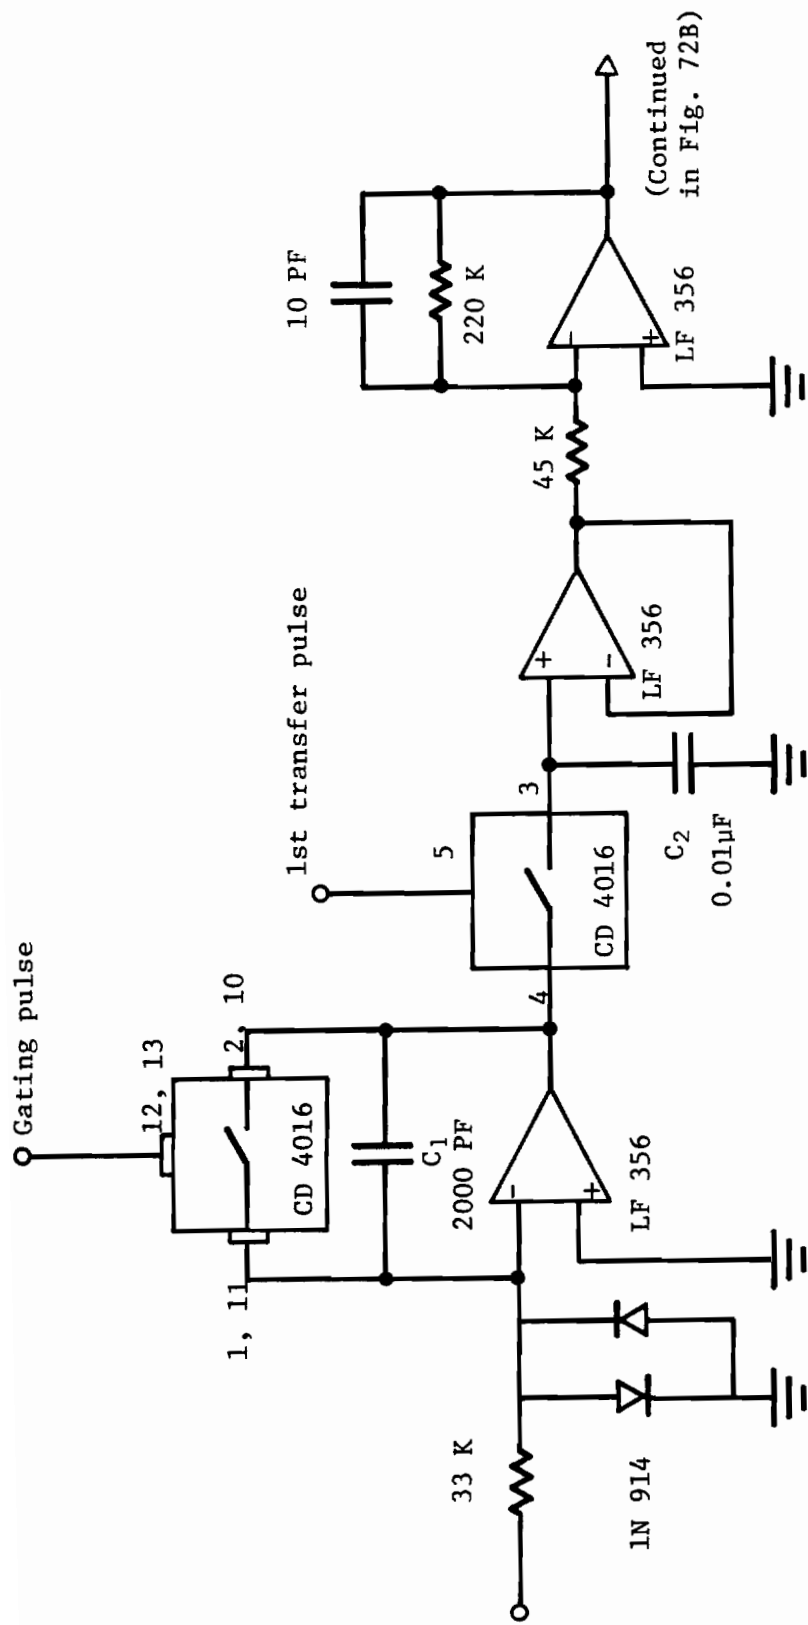 Gating pulse
12, 13
1, 11
2, 10
CD 4016
C1
2000 PF
33 K
1N 914
-
+
LF 356
4
1st transfer pulse
5
CD 4016
3
C2
0.01µF
+
-
LF 356
45 K
10 PF
220 K
-
+
LF 356
(Continued
in Fig. 72B)